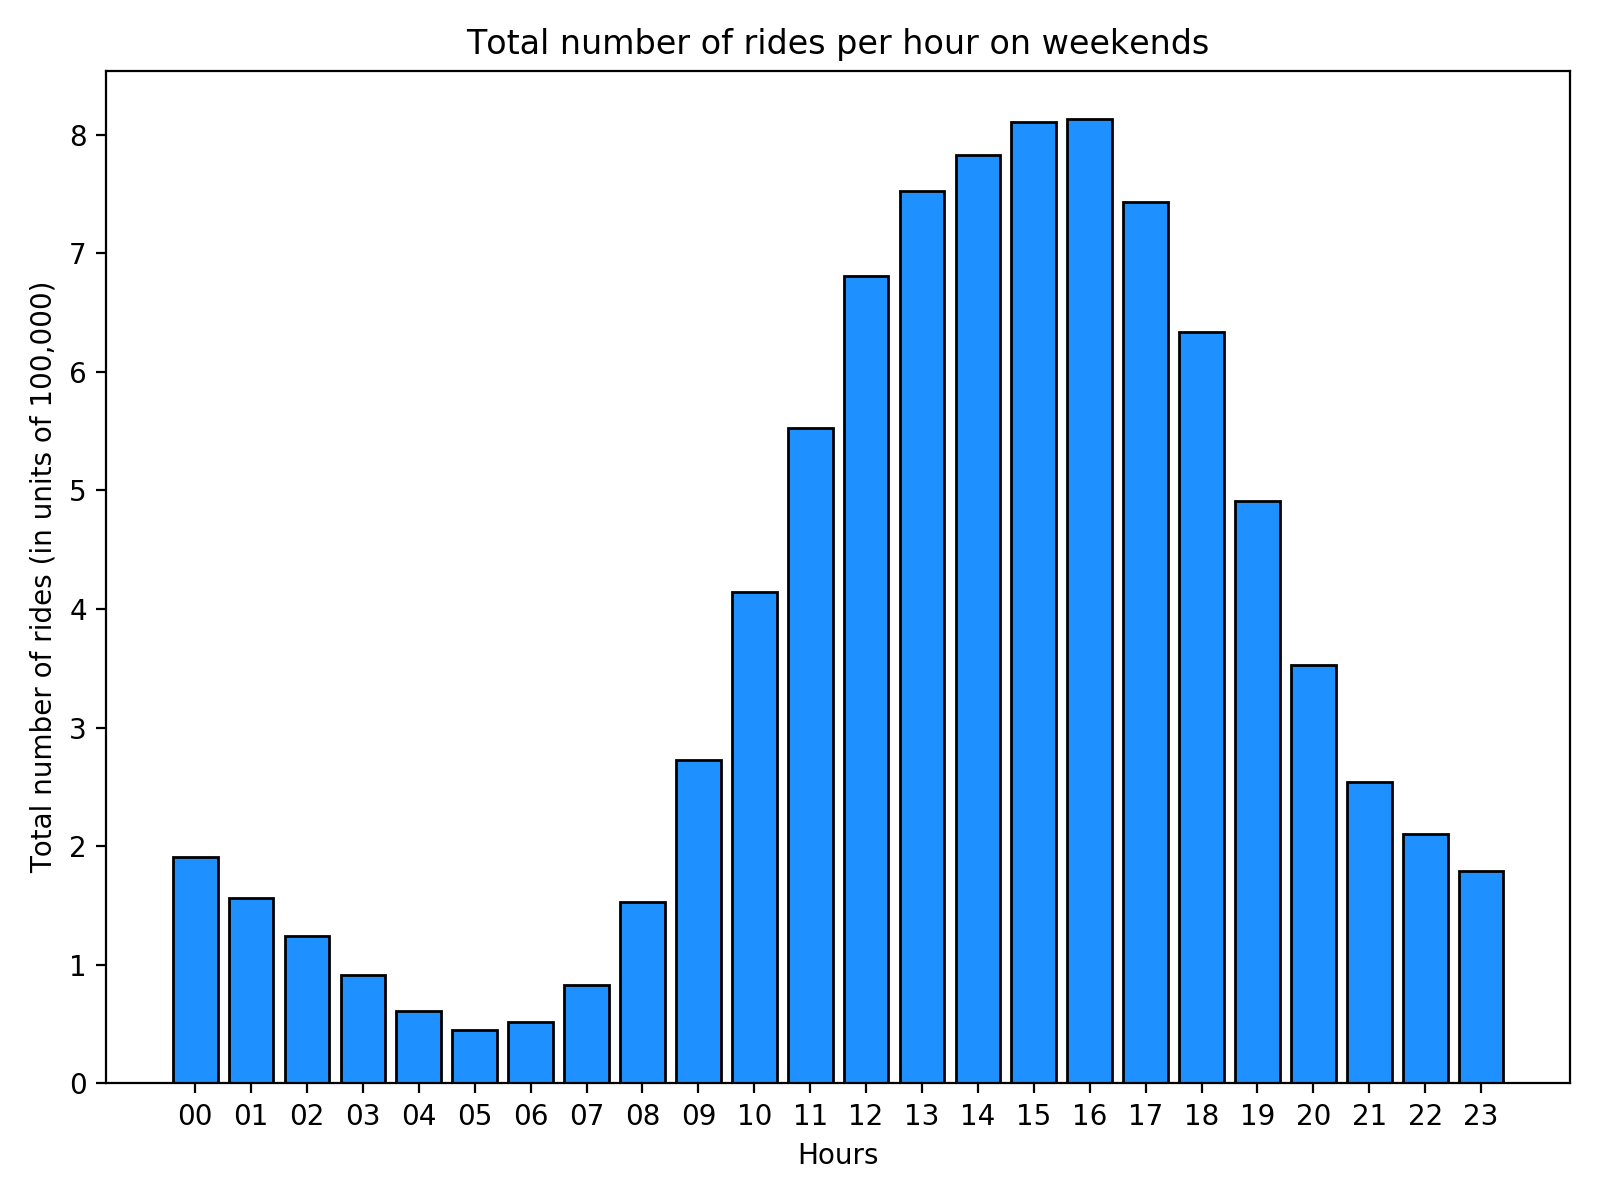 Total number of rides per hour on weekends
Total number of rides (in units of 100,000)
8
7
6
5
4
3
2
1
0
00 01 02 03 04 05 06 07 08 09 10 11 12 13 14 15 16 17 18 19 20 21 22 23
Hours